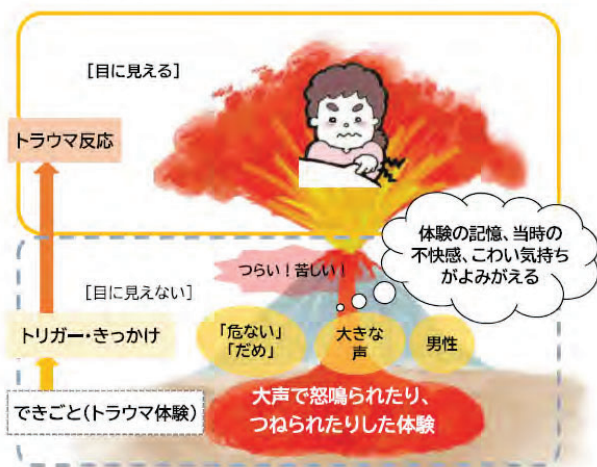 [目に見える]
トラウマ反応
体験の記憶、当時の
不快感、こわい気持ち
がよみがえる
つらい！苦しい！
[目に見えない]
トリガー・きっかけ
「危ない」
「だめ」
大きな
声
男性
できごと(トラウマ体験)
大声で怒鳴られたり、
つねられたりした体験